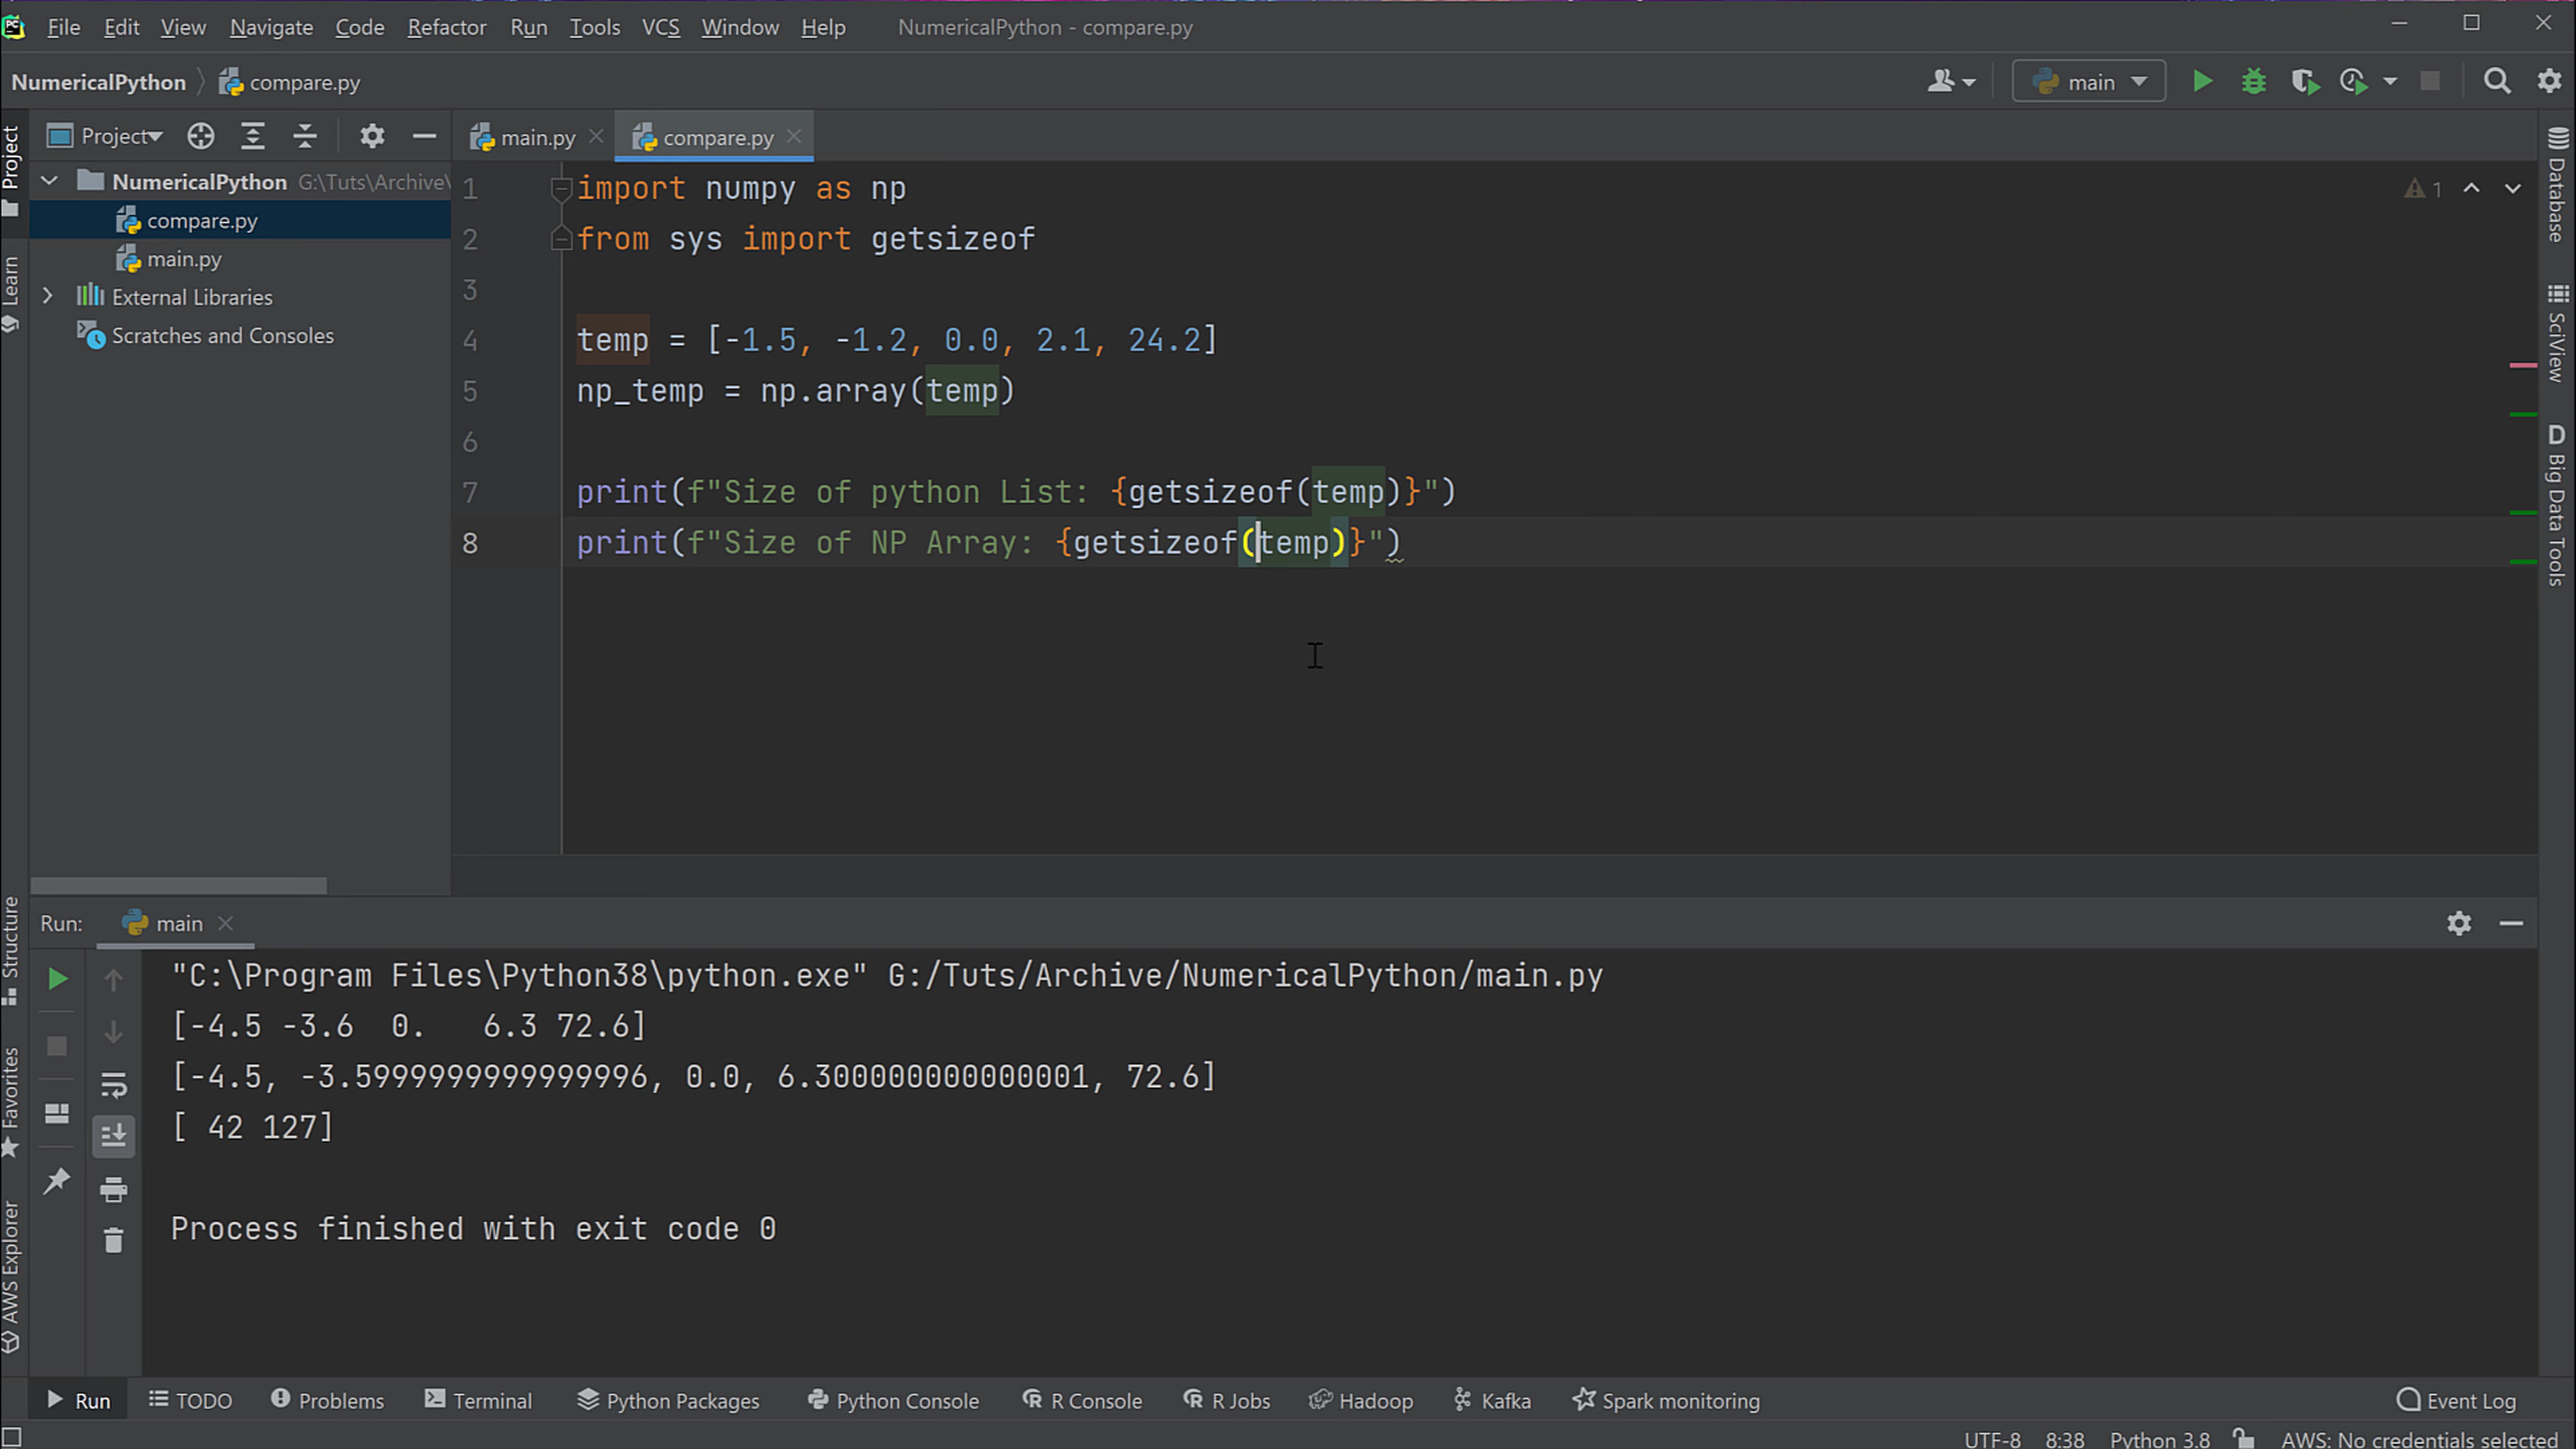 File Edit View Navigate Code Refactor Run Tools VCS Window Help NumericalPython - compare.py
NumericalPython compare.py main
Project main.py compare.py
NumericalPython G:\Tuts\Archive\
compare.py
main.py
External Libraries
Scratches and Consoles
1 import numpy as np
2 from sys import getsizeof
3
4 temp = [-1.5, -1.2, 0.0, 2.1, 24.2]
5 np_temp = np.array(temp)
6
7 print(f"Size of python List: {getsizeof(temp)}")
8 print(f"Size of NP Array: {getsizeof(temp)}")
1
Project
Learn
Structure
Favorites
AWS Explorer
Database
SciView
D Big Data Tools
Run: main
"C:\Program Files\Python38\python.exe" G:/Tuts/Archive/NumericalPython/main.py
[-4.5 -3.6  0.   6.3 72.6]
[-4.5, -3.5999999999999996, 0.0, 6.300000000000001, 72.6]
[ 42 127]
Process finished with exit code 0
Run TODO Problems Terminal Python Packages Python Console R Console R Jobs Hadoop Kafka Spark monitoring Event Log
UTF-8 8:38 Python 3.8 AWS: No credentials selected